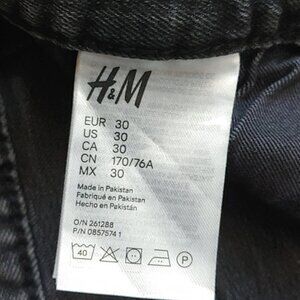 H&M
EUR 30
US 30
CA 30
CN 170/76A
MX 30
Made in Pakistan
Fabriqué en Pakistan
Hecho en Pakistán
O/N 261288
P/N 0857574 1
40 P